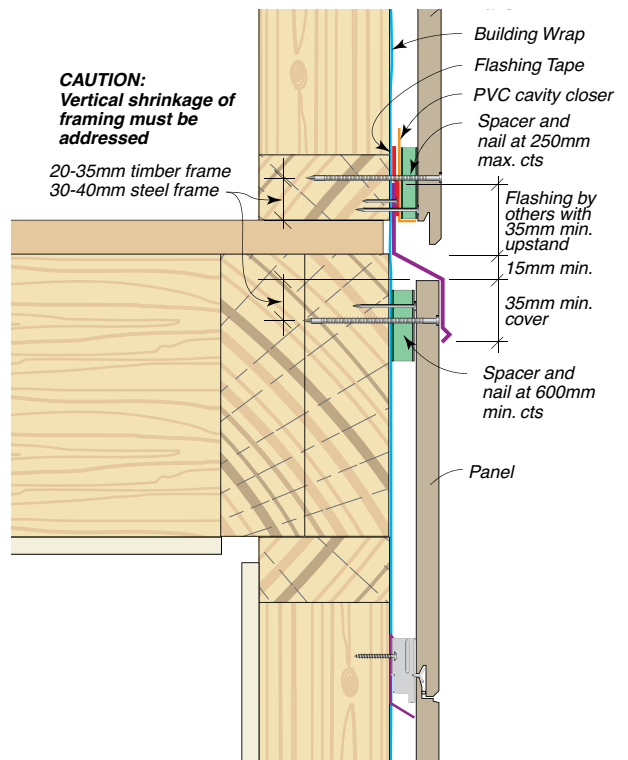 Building Wrap
Flashing Tape
PVC cavity closer
Spacer and
nail at 250mm
max. cts
CAUTION:
Vertical shrinkage of
framing must be
addressed
20-35mm timber frame
30-40mm steel frame
Flashing by
others with
35mm min.
upstand
15mm min.
35mm min.
cover
Spacer and
nail at 600mm
min. cts
Panel